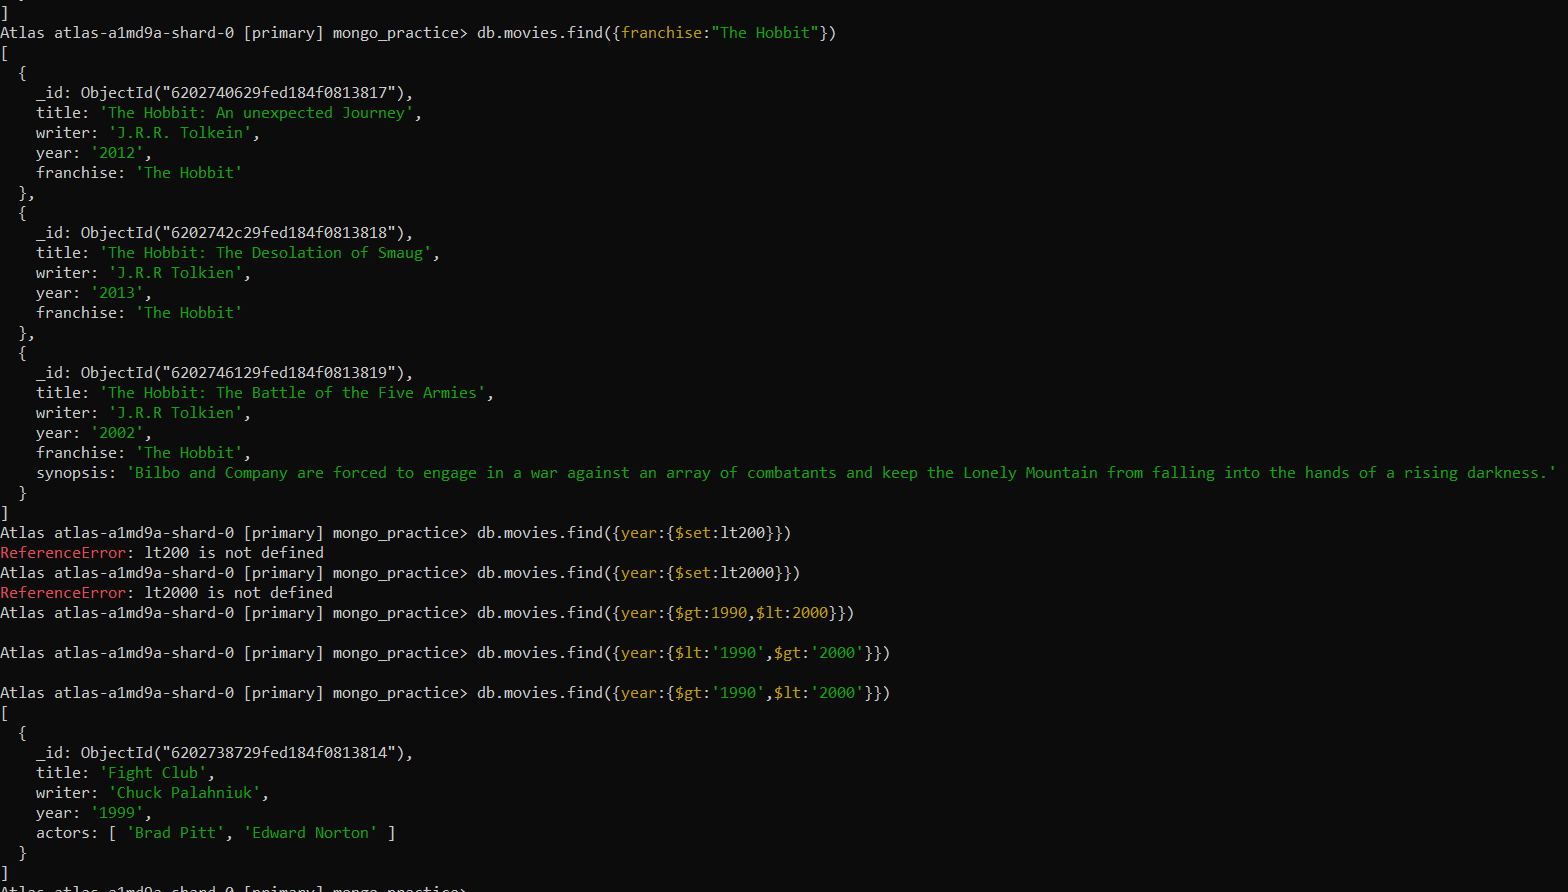 ]
Atlas atlas-a1md9a-shard-0 [primary] mongo_practice> db.movies.find({franchise:"The Hobbit"})
[
  {
    _id: ObjectId("6202740629fed184f0813817"),
    title: 'The Hobbit: An unexpected Journey',
    writer: 'J.R.R. Tolkein',
    year: '2012',
    franchise: 'The Hobbit'
  },
  {
    _id: ObjectId("6202742c29fed184f0813818"),
    title: 'The Hobbit: The Desolation of Smaug',
    writer: 'J.R.R Tolkien',
    year: '2013',
    franchise: 'The Hobbit'
  },
  {
    _id: ObjectId("6202746129fed184f0813819"),
    title: 'The Hobbit: The Battle of the Five Armies',
    writer: 'J.R.R Tolkien',
    year: '2002',
    franchise: 'The Hobbit',
    synopsis: 'Bilbo and Company are forced to engage in a war against an array of combatants and keep the Lonely Mountain from falling into the hands of a rising darkness.'
  }
]
Atlas atlas-a1md9a-shard-0 [primary] mongo_practice> db.movies.find({year:{$set:lt200}})
ReferenceError: lt200 is not defined
Atlas atlas-a1md9a-shard-0 [primary] mongo_practice> db.movies.find({year:{$set:lt2000}})
ReferenceError: lt2000 is not defined
Atlas atlas-a1md9a-shard-0 [primary] mongo_practice> db.movies.find({year:{$gt:1990,$lt:2000}})
Atlas atlas-a1md9a-shard-0 [primary] mongo_practice> db.movies.find({year:{$lt:'1990',$gt:'2000'}})
Atlas atlas-a1md9a-shard-0 [primary] mongo_practice> db.movies.find({year:{$gt:'1990',$lt:'2000'}})
[
  {
    _id: ObjectId("6202738729fed184f0813814"),
    title: 'Fight Club',
    writer: 'Chuck Palahniuk',
    year: '1999',
    actors: [ 'Brad Pitt', 'Edward Norton' ]
  }
]
Atlas atlas-a1md9a-shard-0 [primary] mongo_practice>